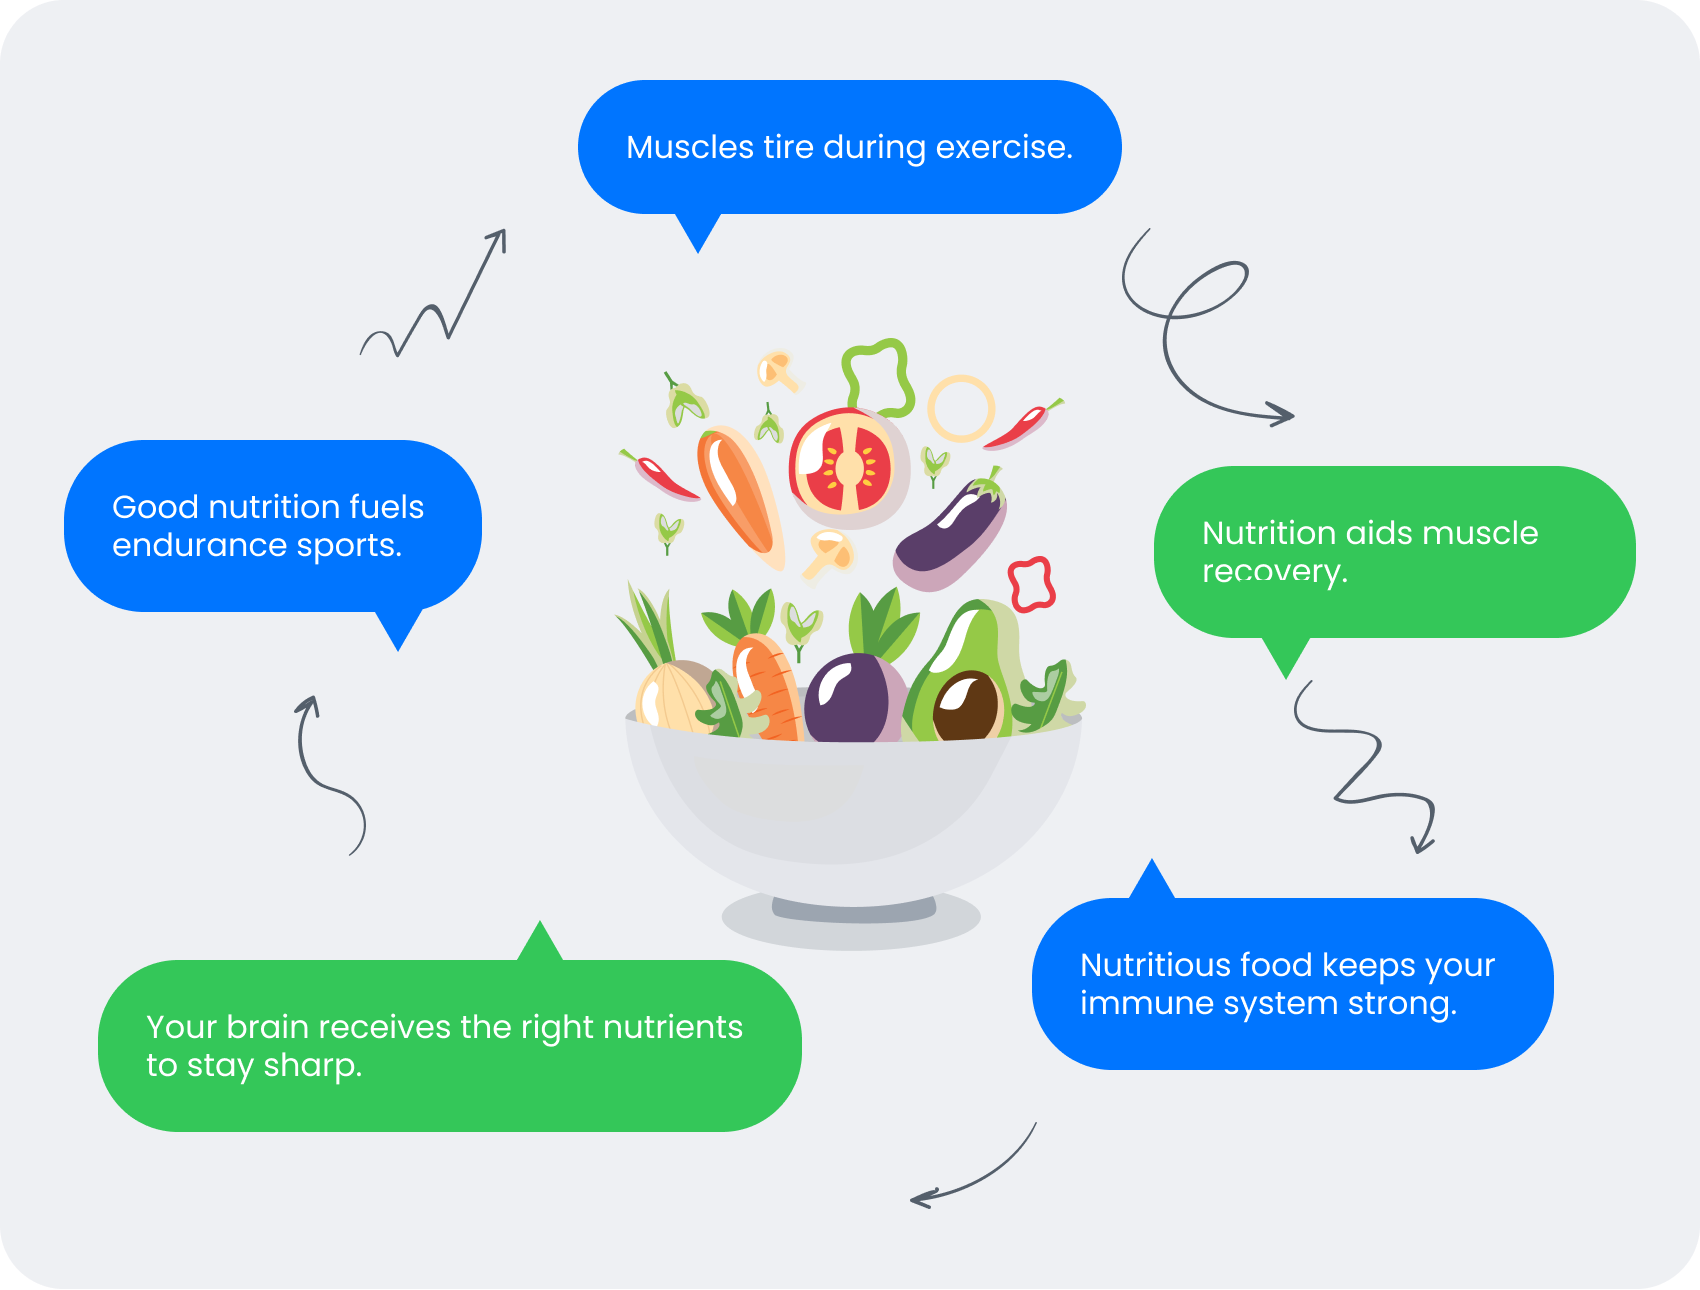 Muscles tire during exercise.
Good nutrition fuels
endurance sports.
Nutrition aids muscle
recovery.
Nutritious food keeps your
immune system strong.
Your brain receives the right nutrients
to stay sharp.